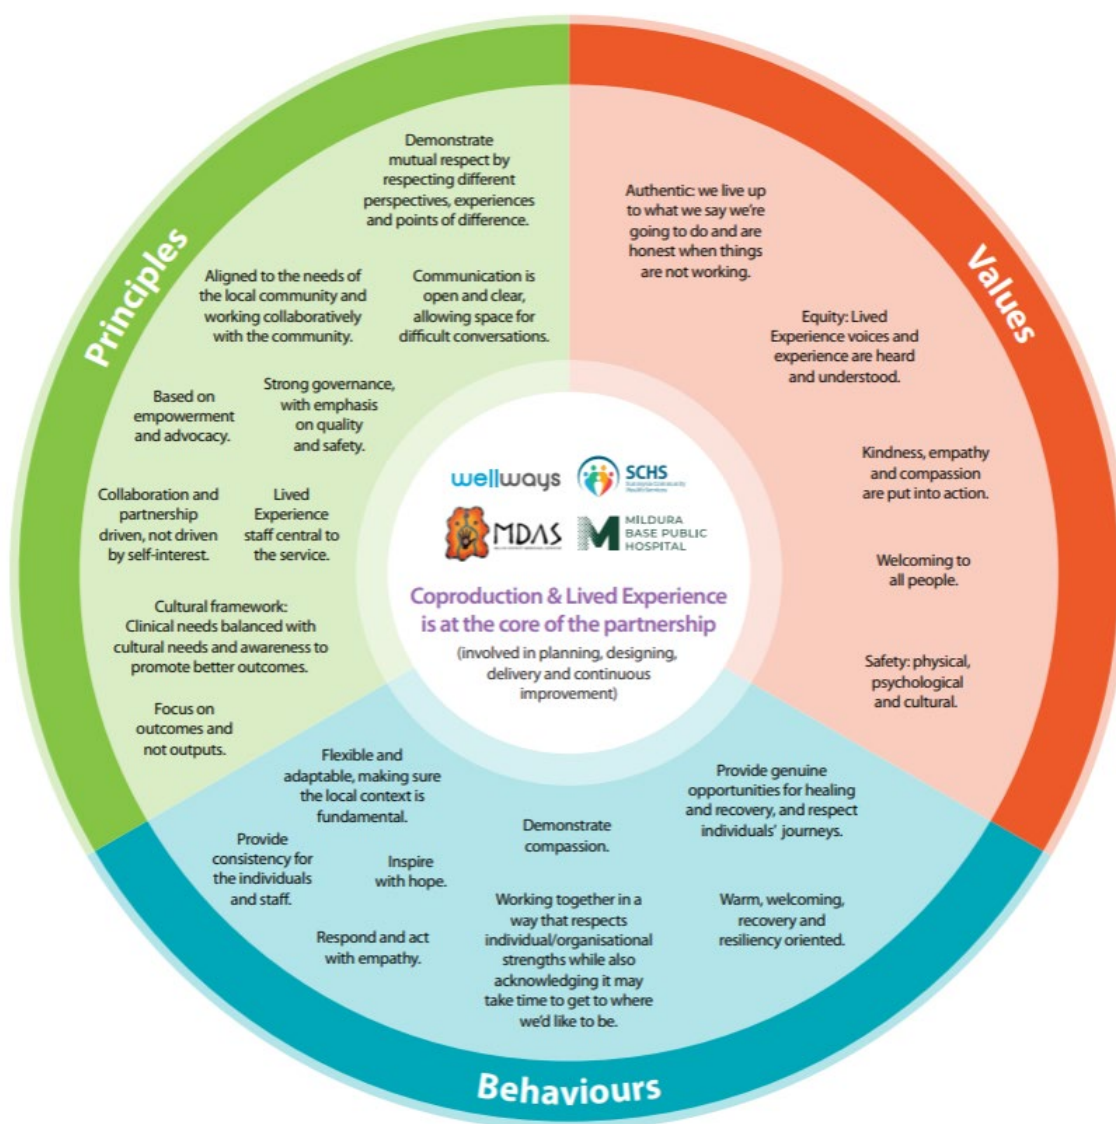 Principles
Demonstrate
mutual respect by
respecting different
perspectives, experiences
and points of difference.
Aligned to the needs of
the local community and
working collaboratively
with the community.
Communication is
open and clear,
allowing space for
difficult conversations.
Based on
empowerment
and advocacy.
Strong governance,
with emphasis
on quality
and safety.
Collaboration and
partnership
driven, not driven
by self-interest.
Lived
Experience
staff central to
the service.
Cultural framework:
Clinical needs balanced with
cultural needs and awareness to
promote better outcomes.
Focus on
outcomes and
not outputs.
Values
Authentic: we live up
to what we say we're
going to do and are
honest when things
are not working.
Equity: Lived
Experience voices and
experience are heard
and understood.
Kindness, empathy
and compassion
are put into action.
Welcoming to
all people.
Safety: physical,
psychological
and cultural.
wellways
SCHS
Sunraysia Community
Health Services
MDAS
MILDURA
BASE PUBLIC
HOSPITAL
Coproduction & Lived Experience
is at the core of the partnership
(involved in planning, designing,
delivery and continuous
improvement)
Flexible and
adaptable, making sure
the local context is
fundamental.
Provide
consistency for
the individuals
and staff.
Inspire
with hope.
Respond and act
with empathy.
Demonstrate
compassion.
Working together in a
way that respects
individual/organisational
strengths while also
acknowledging it may
take time to get to where
we'd like to be.
Provide genuine
opportunities for healing
and recovery, and respect
individuals' journeys.
Warm, welcoming,
recovery and
resiliency oriented.
Behaviours